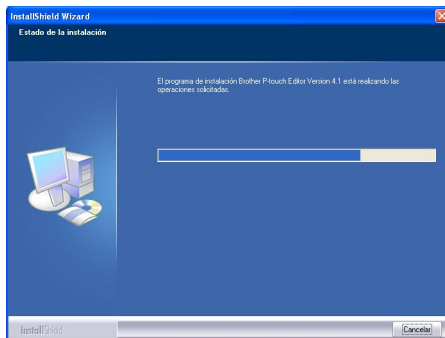 InstallShield Wizard
Estado de la instalación
El programa de instalación Brother P-touch Editor Version 4.1 está realizando las
operaciones solicitadas.
InstallShield
Cancelar